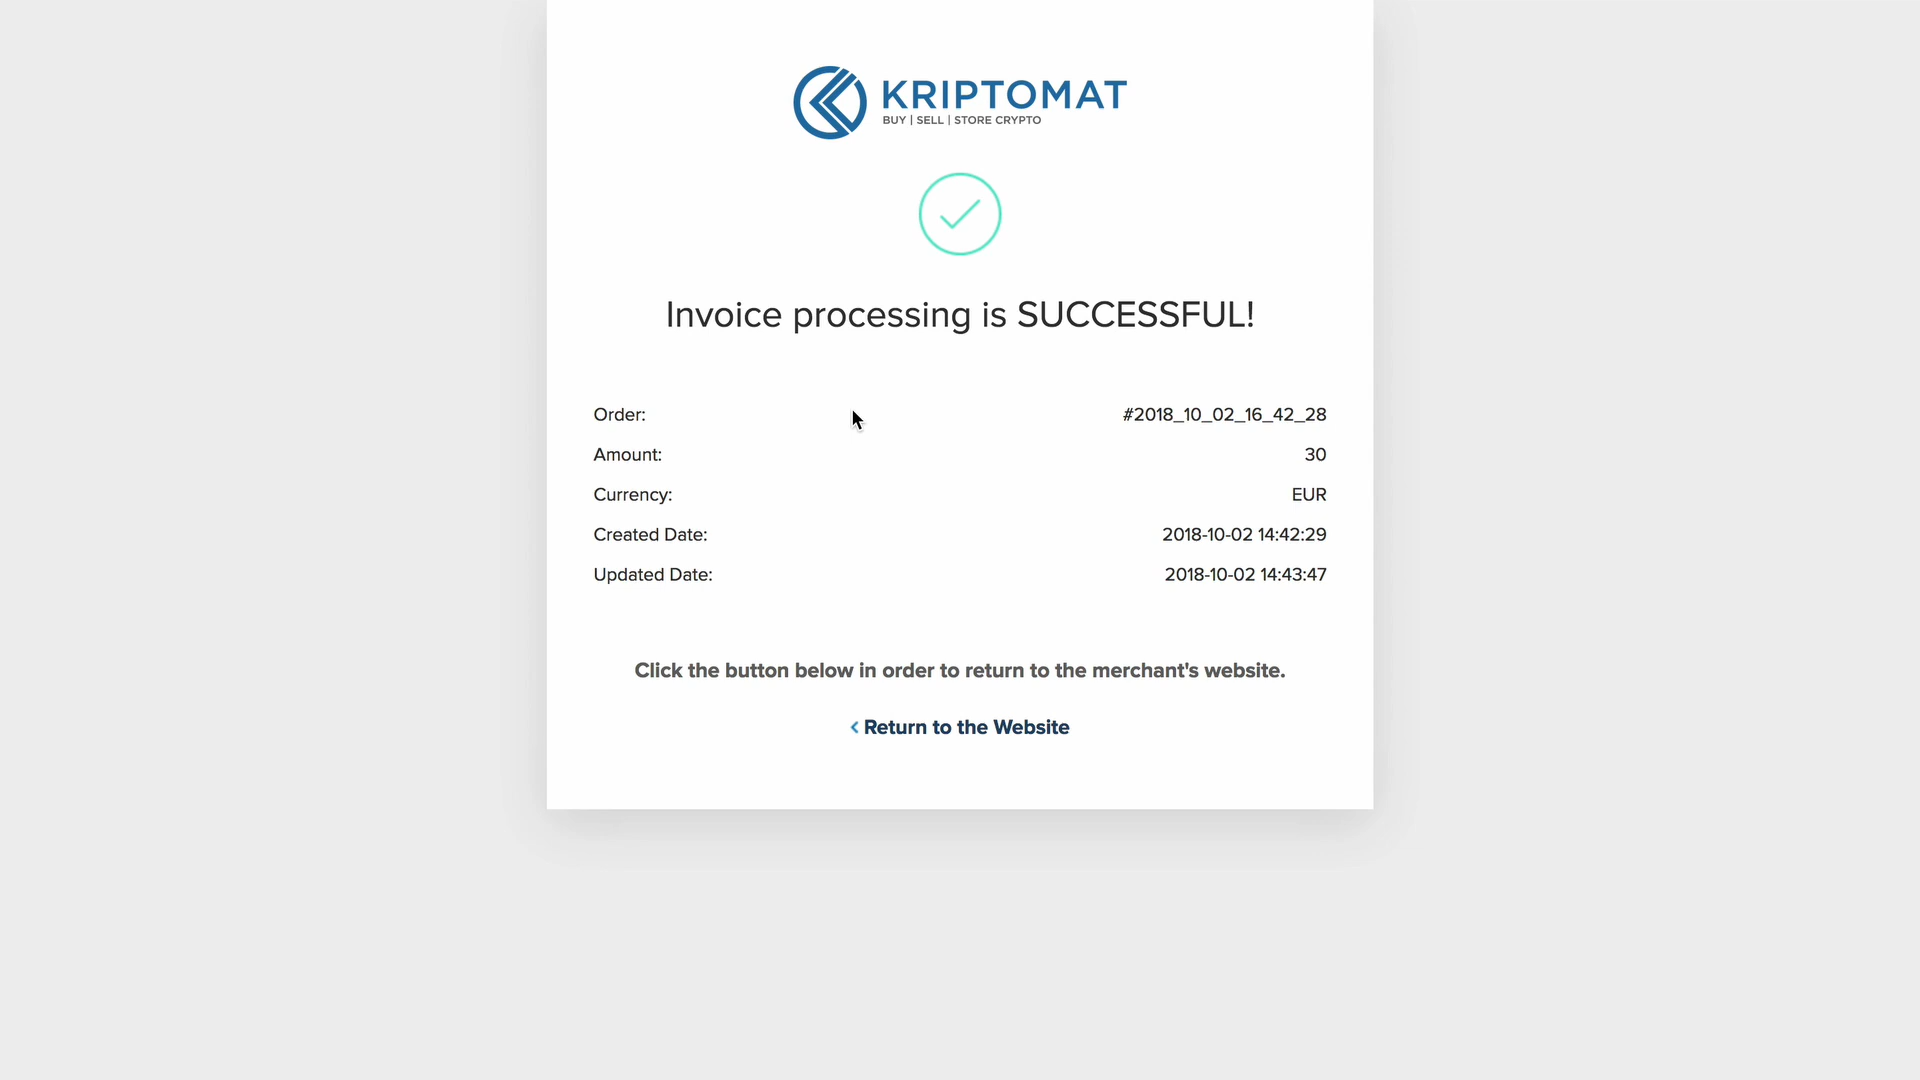 KRIPTOMAT
BUY | SELL | STORE CRYPTO
Invoice processing is SUCCESSFUL!
Order: #2018_10_02_16_42_28
Amount: 30
Currency: EUR
Created Date: 2018-10-02 14:42:29
Updated Date: 2018-10-02 14:43:47
Click the button below in order to return to the merchant's website.
< Return to the Website